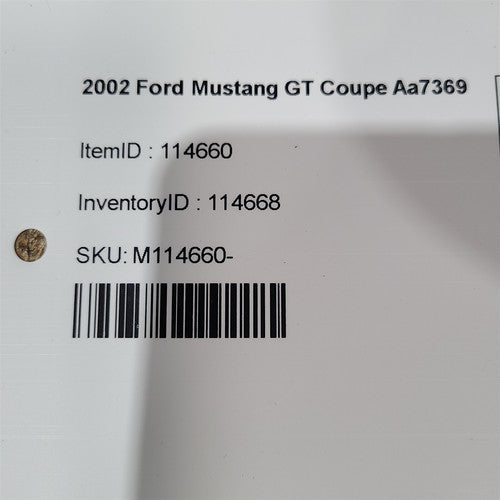 2002 Ford Mustang GT Coupe Aa7369
ItemID : 114660
InventoryID : 114668
SKU: M114660-